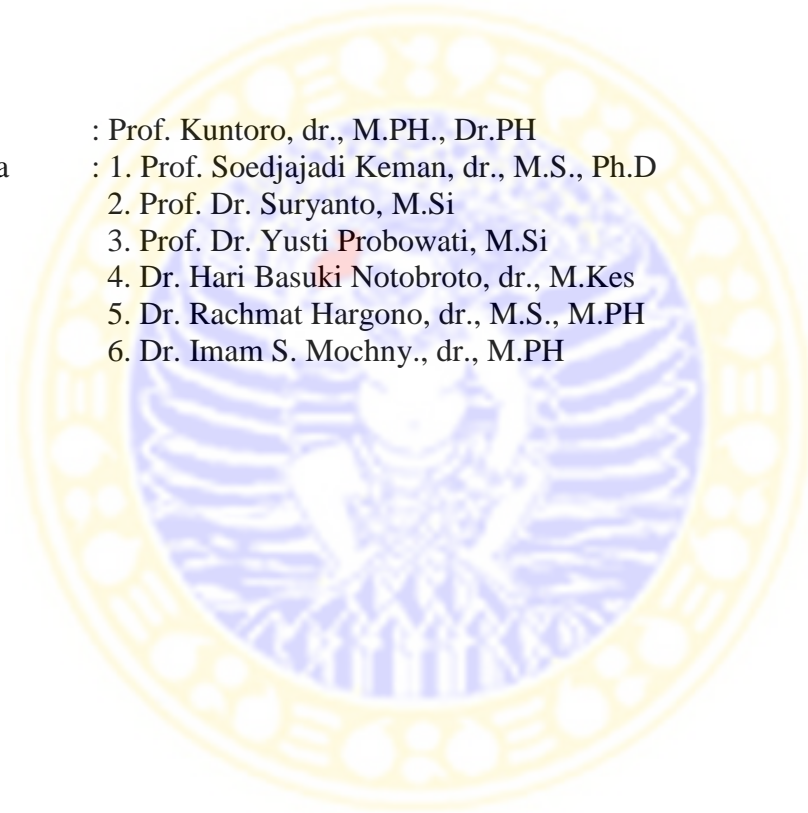 : Prof. Kuntoro, dr., M.PH., Dr.PH
a : 1. Prof. Soedjajadi Keman, dr., M.S., Ph.D
2. Prof. Dr. Suryanto, M.Si
3. Prof. Dr. Yusti Probowati, M.Si
4. Dr. Hari Basuki Notobroto, dr., M.Kes
5. Dr. Rachmat Hargono, dr., M.S., M.PH
6. Dr. Imam S. Mochny., dr., M.PH